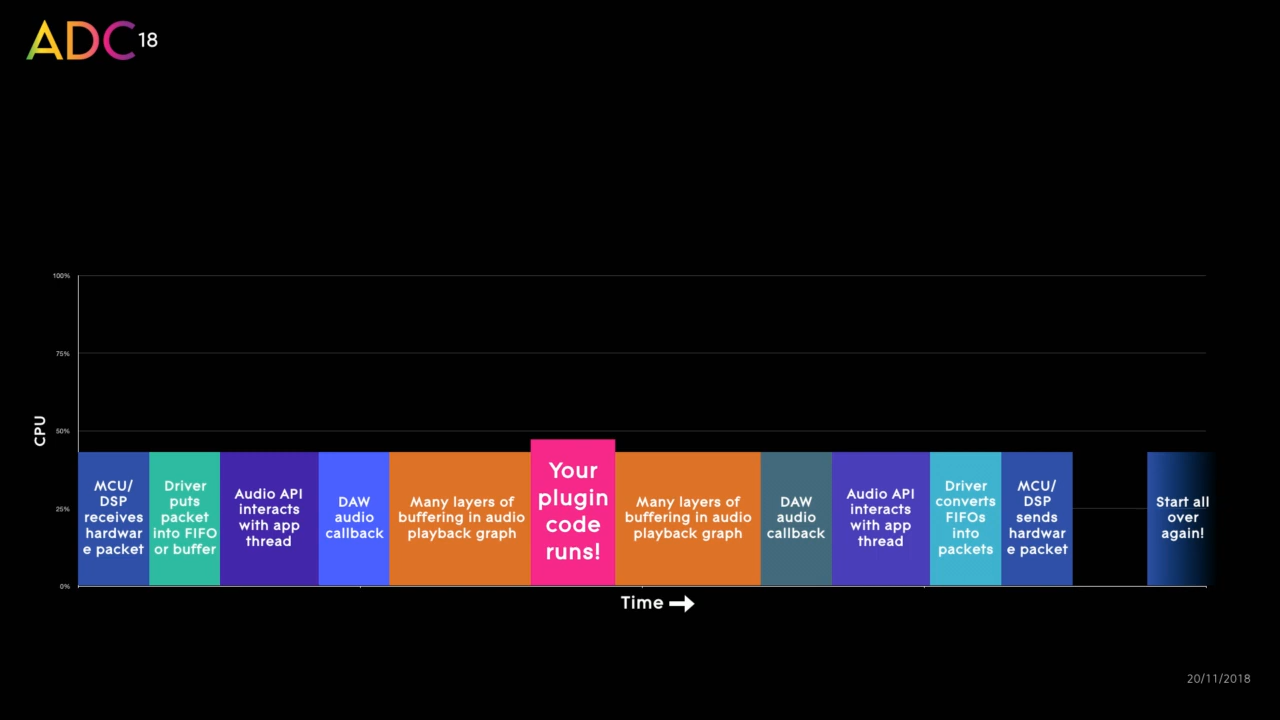 ADC18
100%
75%
CPU
50%
25%
0%
MCU/
DSP
receives
hardwar
e packet
Driver
puts
packet
into FIFO
or buffer
Audio API
interacts
with app
thread
DAW
audio
callback
Many layers of
buffering in audio
playback graph
Your
plugin
code
runs!
Many layers of
buffering in audio
playback graph
DAW
audio
callback
Audio API
interacts
with app
thread
Driver
converts
FIFOs
into
packets
MCU/
DSP
sends
hardwar
e packet
Start all
over
again!
Time
20/11/2018